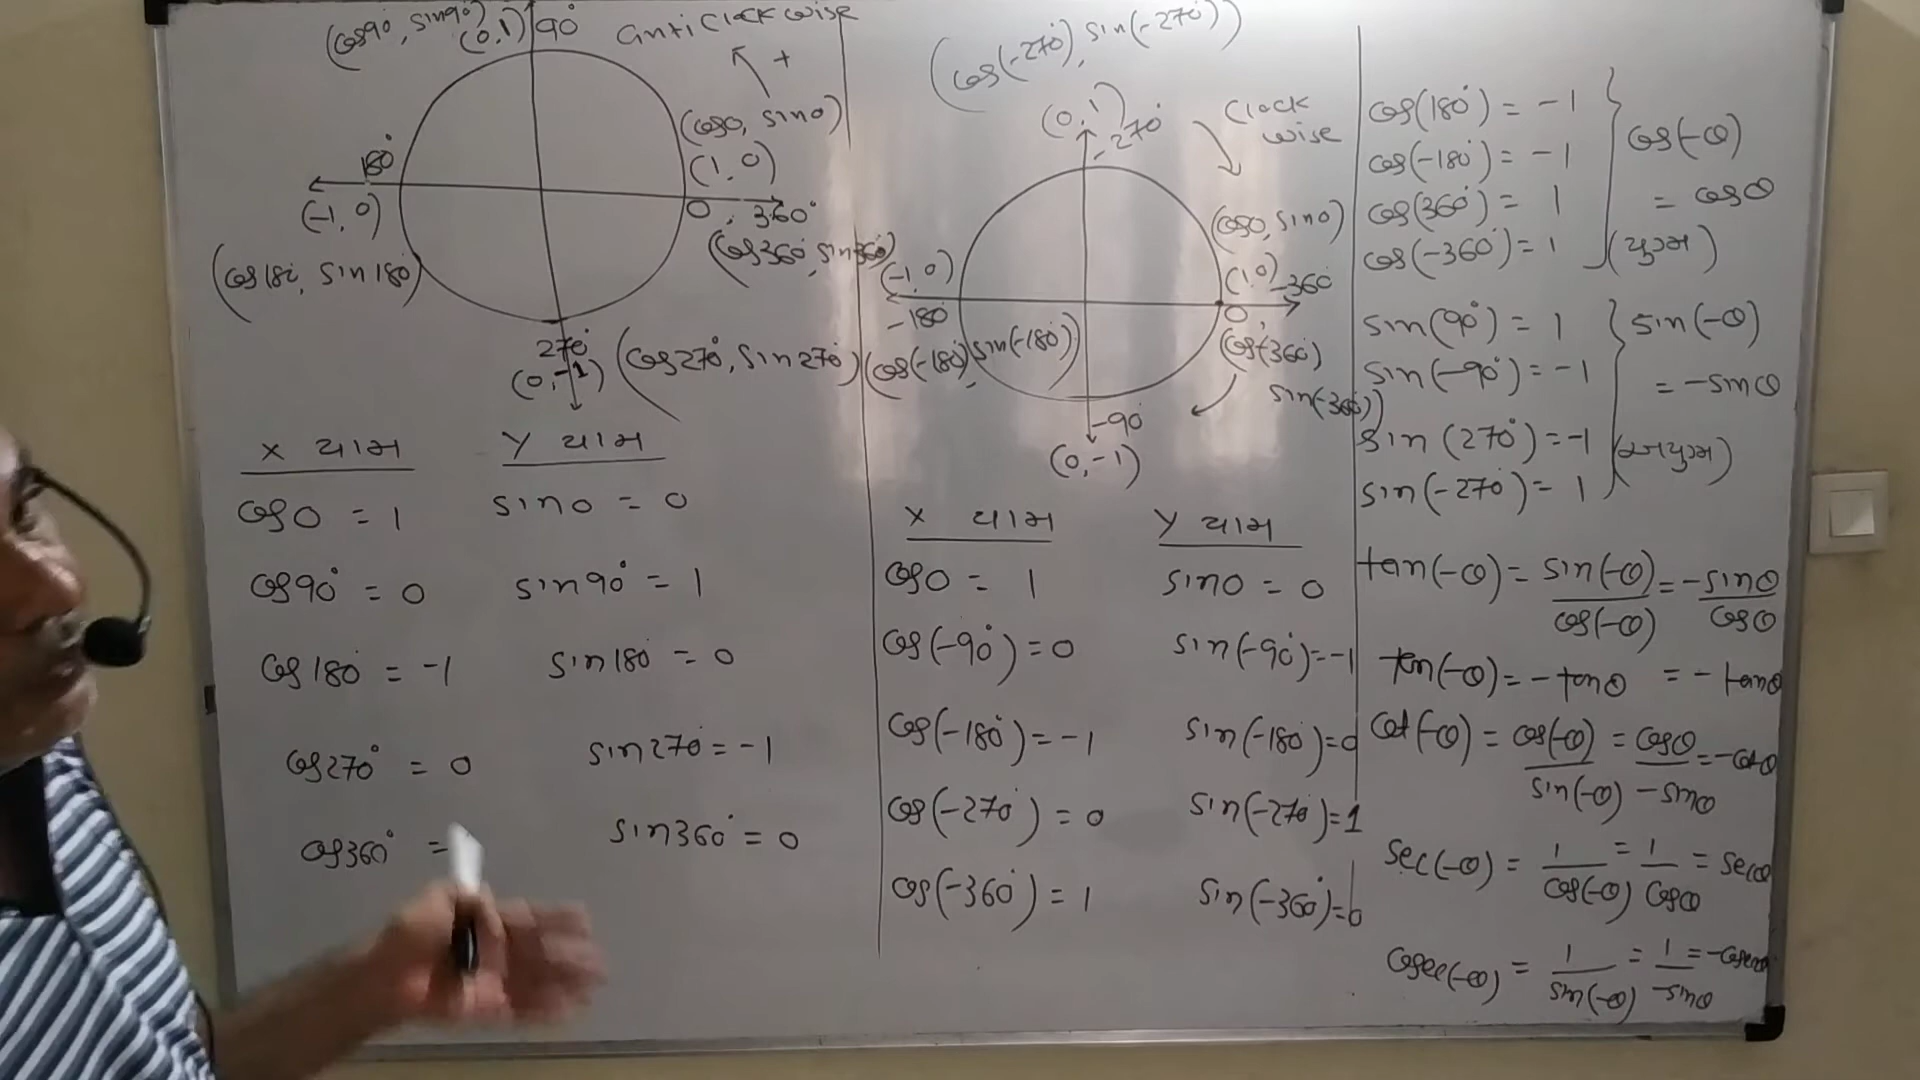 (cos90°, sin90°)
(0,1) 90°
anticlockwise
+
(cos0, sin0)
(1, 0)
180°
(-1, 0)
0, 360°
(cos360°, sin360°)
(cos180°, sin180°)
270°
(0,-1)
(cos270°, sin270°)
X યામ
Y યામ
cos0 = 1
sin0 = 0
cos90° = 0
sin90° = 1
cos180° = -1
sin180° = 0
cos270° = 0
sin270° = -1
cos360° =
sin360° = 0
(cos(-270°), sin(-270°))
(0,1)
-270°
Clock
wise
(cos0, sin0)
(1,0) -360°
0,
(-1,0)
-180°
(cos(-180°), sin(-180°))
(cos(-360°)
sin(-360°))
-90°
(0,-1)
X યામ
Y યામ
cos0 = 1
sin0 = 0
cos(-90°) = 0
sin(-90°) = -1
cos(-180°) = -1
sin(-180°) = 0
cos(-270°) = 0
sin(-270°) = 1
cos(-360°) = 1
sin(-360°) = 0
cos(180°) = -1
cos(-180°) = -1
cos(360°) = 1
cos(-360°) = 1
cos(-θ)
= cosθ
(યુગ્મ)
sin(90°) = 1
sin(-90°) = -1
sin(270°) = -1
sin(-270°) = 1
sin(-θ)
= -sinθ
(અયુગ્મ)
tan(-θ) = sin(-θ)/cos(-θ) = -sinθ/cosθ
tan(-θ) = -tanθ = -tanθ
cot(-θ) = cos(-θ)/sin(-θ) = cosθ/-sinθ = -cotθ
sec(-θ) = 1/cos(-θ) = 1/cosθ = secθ
cosec(-θ) = 1/sin(-θ) = 1/-sinθ = -cosecθ